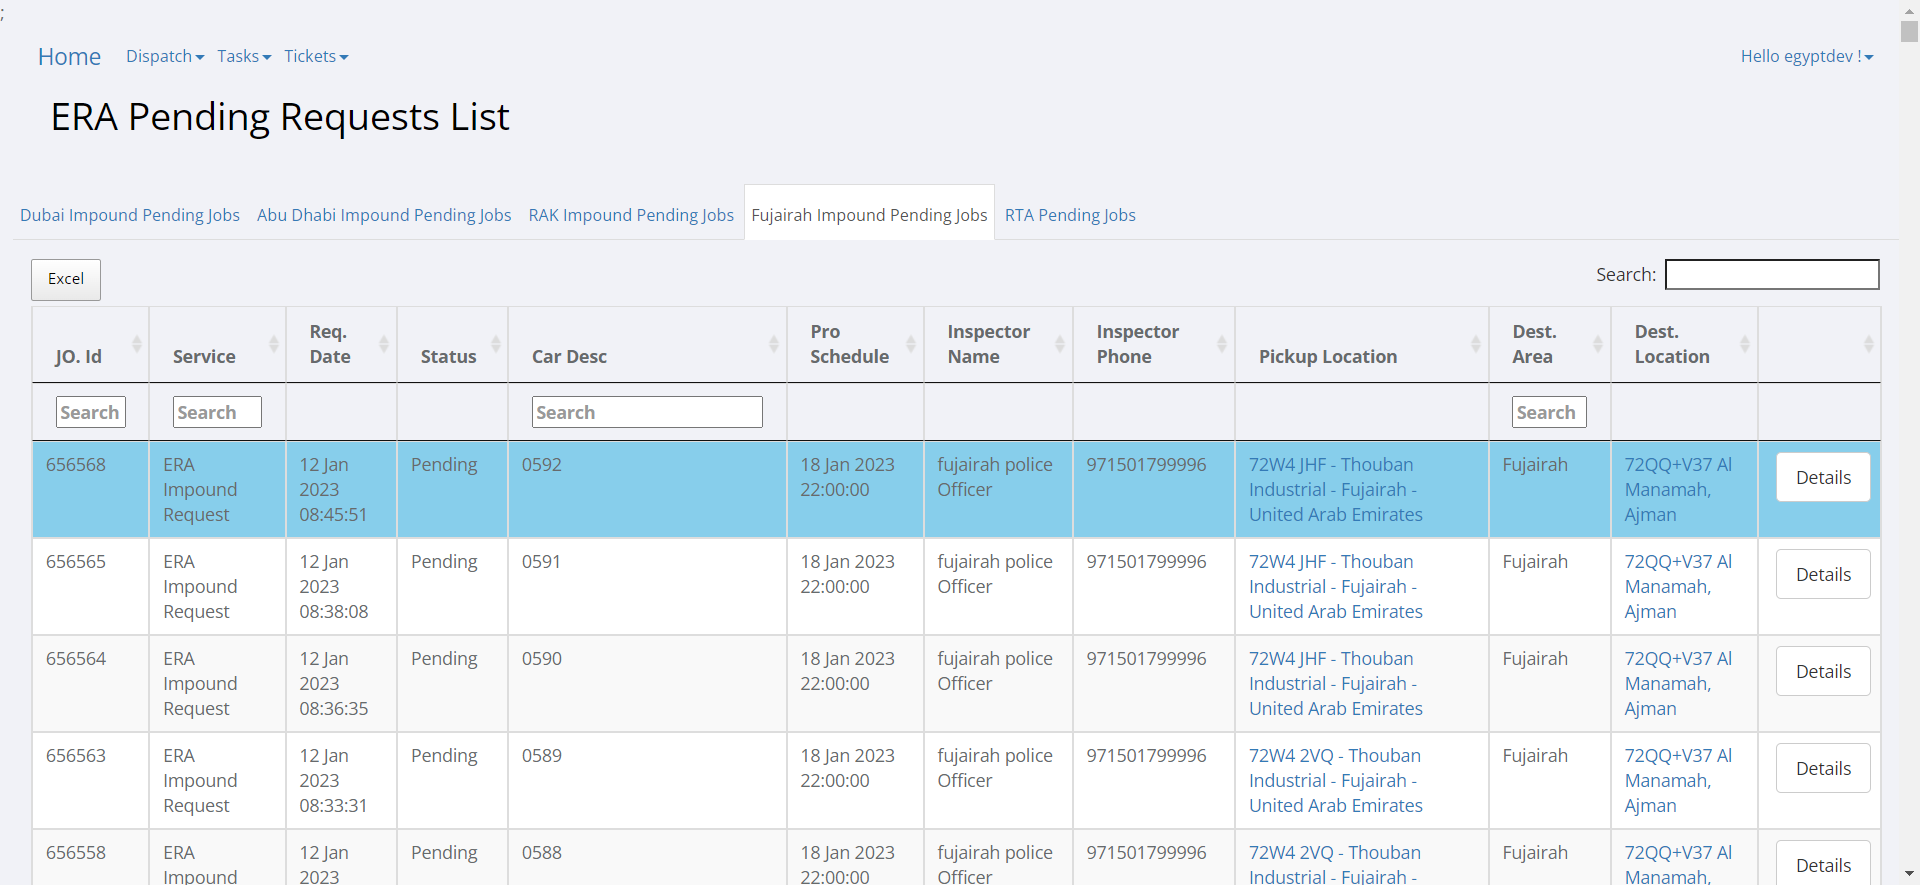 ;
Home Dispatch Tasks Tickets Hello egyptdev !
ERA Pending Requests List
Dubai Impound Pending Jobs Abu Dhabi Impound Pending Jobs RAK Impound Pending Jobs Fujairah Impound Pending Jobs RTA Pending Jobs
Excel Search:
JO. Id Service Req. Date Status Car Desc Pro Schedule Inspector Name Inspector Phone Pickup Location Dest. Area Dest. Location
Search Search Search Search
656568 ERA Impound Request 12 Jan 2023 08:45:51 Pending 0592 18 Jan 2023 22:00:00 fujairah police Officer 971501799996 72W4 JHF - Thouban Industrial - Fujairah - United Arab Emirates Fujairah 72QQ+V37 Al Manamah, Ajman Details
656565 ERA Impound Request 12 Jan 2023 08:38:08 Pending 0591 18 Jan 2023 22:00:00 fujairah police Officer 971501799996 72W4 JHF - Thouban Industrial - Fujairah - United Arab Emirates Fujairah 72QQ+V37 Al Manamah, Ajman Details
656564 ERA Impound Request 12 Jan 2023 08:36:35 Pending 0590 18 Jan 2023 22:00:00 fujairah police Officer 971501799996 72W4 JHF - Thouban Industrial - Fujairah - United Arab Emirates Fujairah 72QQ+V37 Al Manamah, Ajman Details
656563 ERA Impound Request 12 Jan 2023 08:33:31 Pending 0589 18 Jan 2023 22:00:00 fujairah police Officer 971501799996 72W4 2VQ - Thouban Industrial - Fujairah - United Arab Emirates Fujairah 72QQ+V37 Al Manamah, Ajman Details
656558 ERA Impound 12 Jan 2023 Pending 0588 18 Jan 2023 22:00:00 fujairah police Officer 971501799996 72W4 2VQ - Thouban Industrial - Fujairah - Fujairah 72QQ+V37 Al Manamah, Details